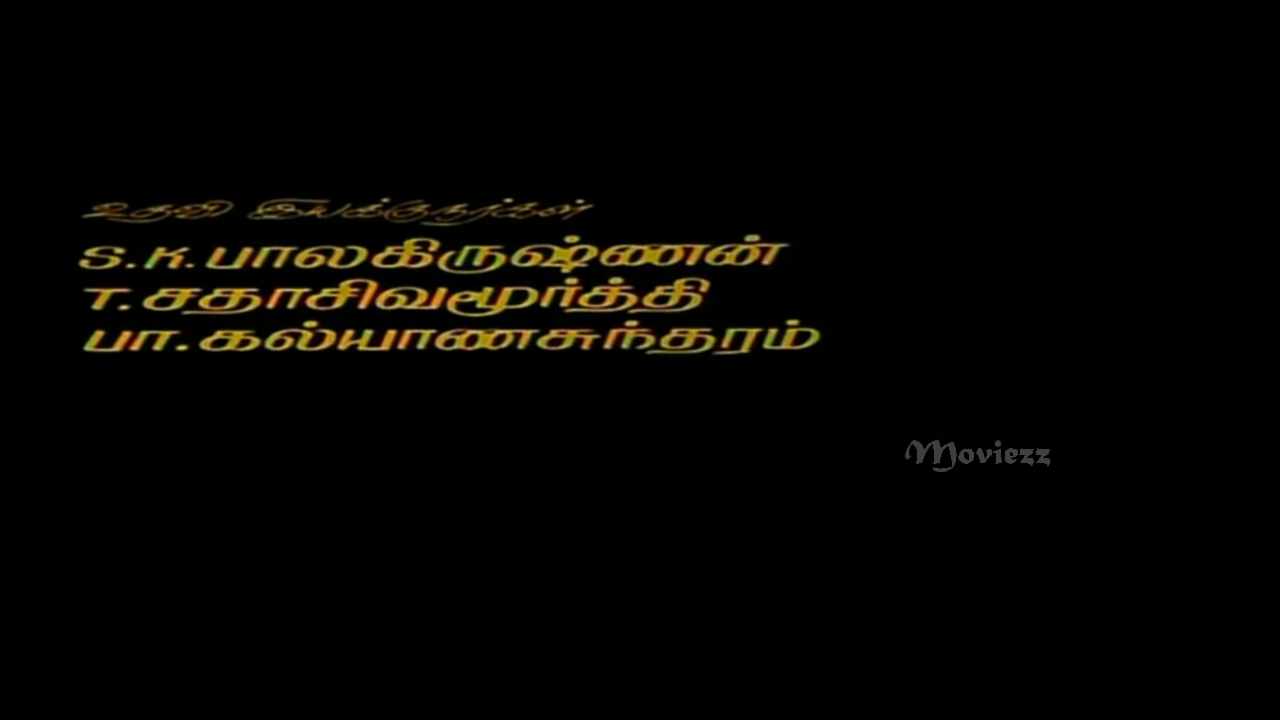 உதவி இயக்குநர்கள்
S.K.பாலகிருஷ்ணன்
T.சதாசிவமூர்த்தி
பா.கல்யாணசுந்தரம்
Moviezz